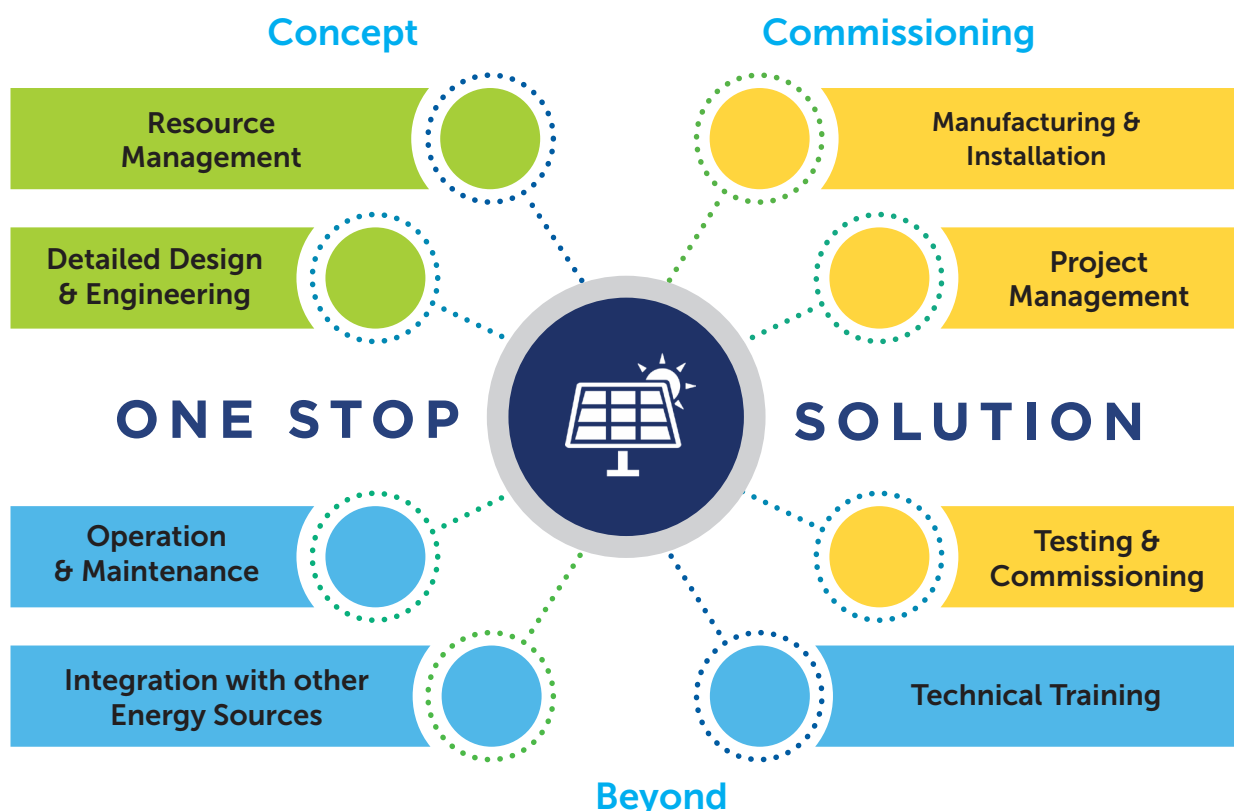 Concept
Commissioning
Resource
Management
Manufacturing &
Installation
Detailed Design
& Engineering
Project
Management
ONE STOP
SOLUTION
Operation
& Maintenance
Testing &
Commissioning
Integration with other
Energy Sources
Technical Training
Beyond